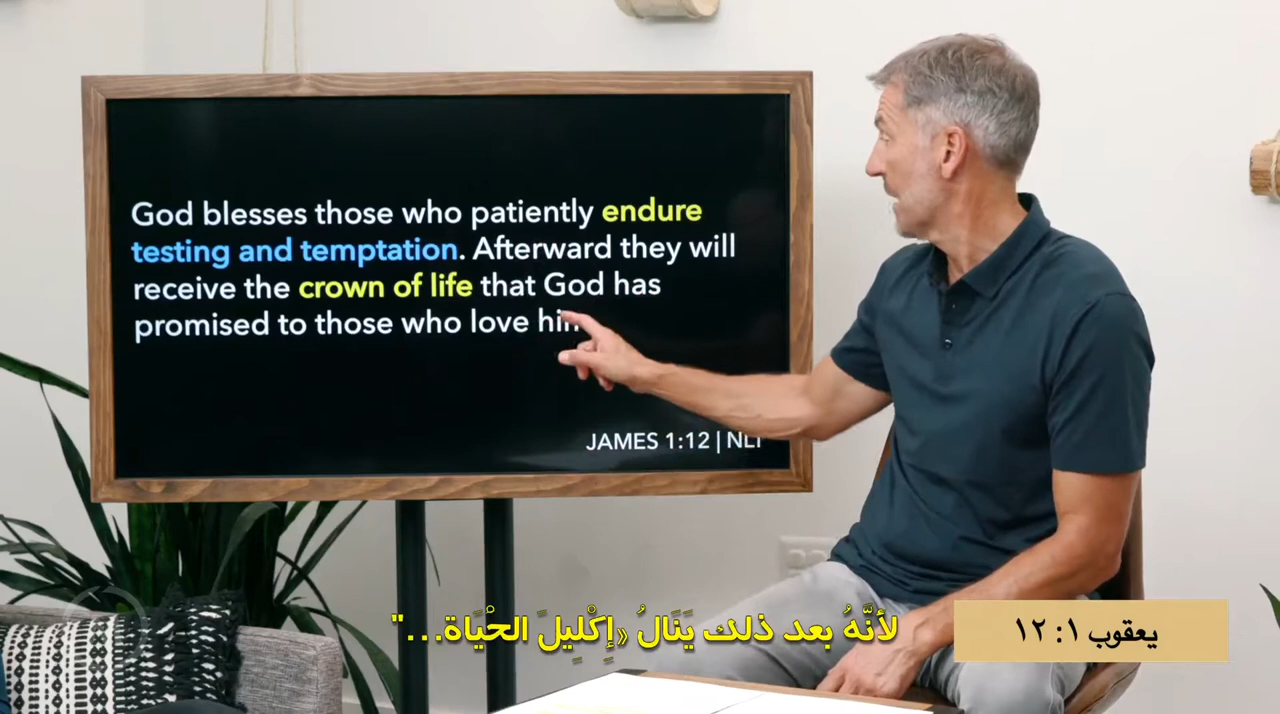 God blesses those who patiently endure
testing and temptation. Afterward they will
receive the crown of life that God has
promised to those who love
JAMES 1:12 | NLT
لأنَّهُ بعد ذلك يَنَالُ «إِكْلِيلَ الحْيَاة..."
يعقوب ١: ١٢